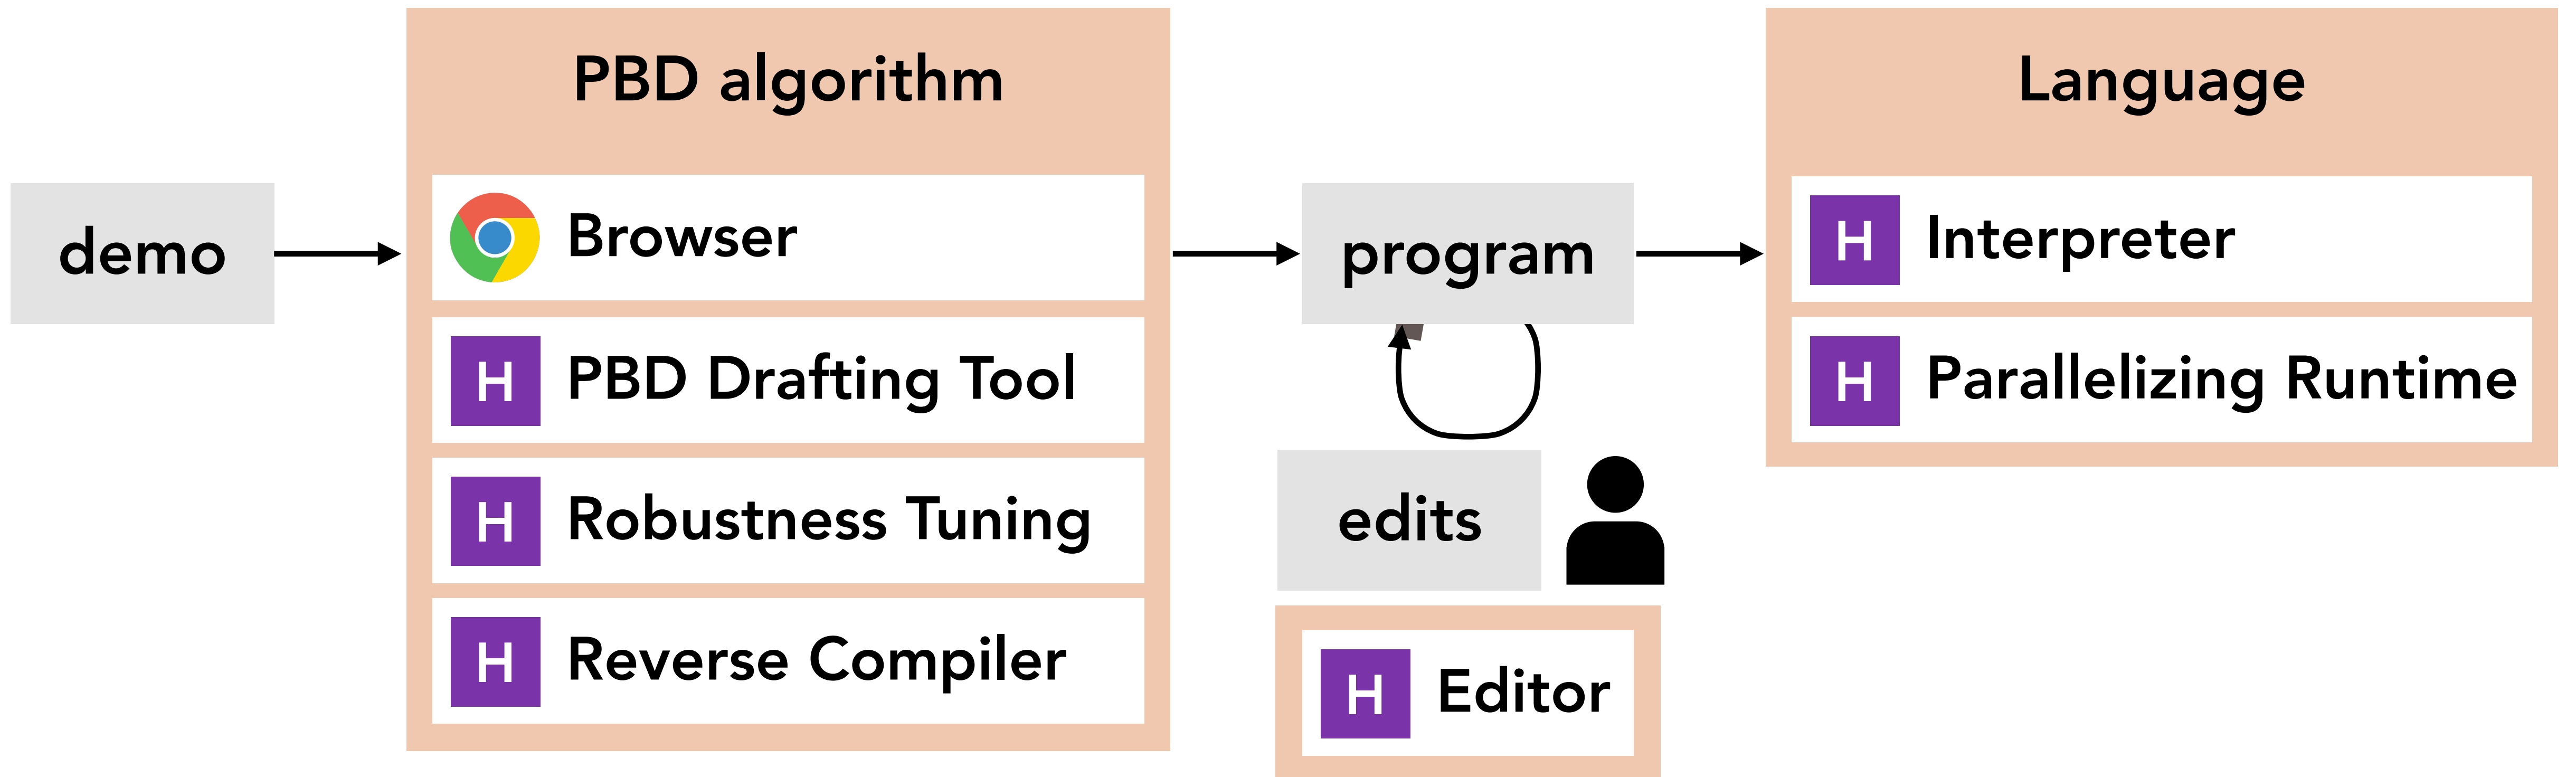 demo
PBD algorithm
Browser
H PBD Drafting Tool
H Robustness Tuning
H Reverse Compiler
program
edits
H Editor
Language
H Interpreter
H Parallelizing Runtime